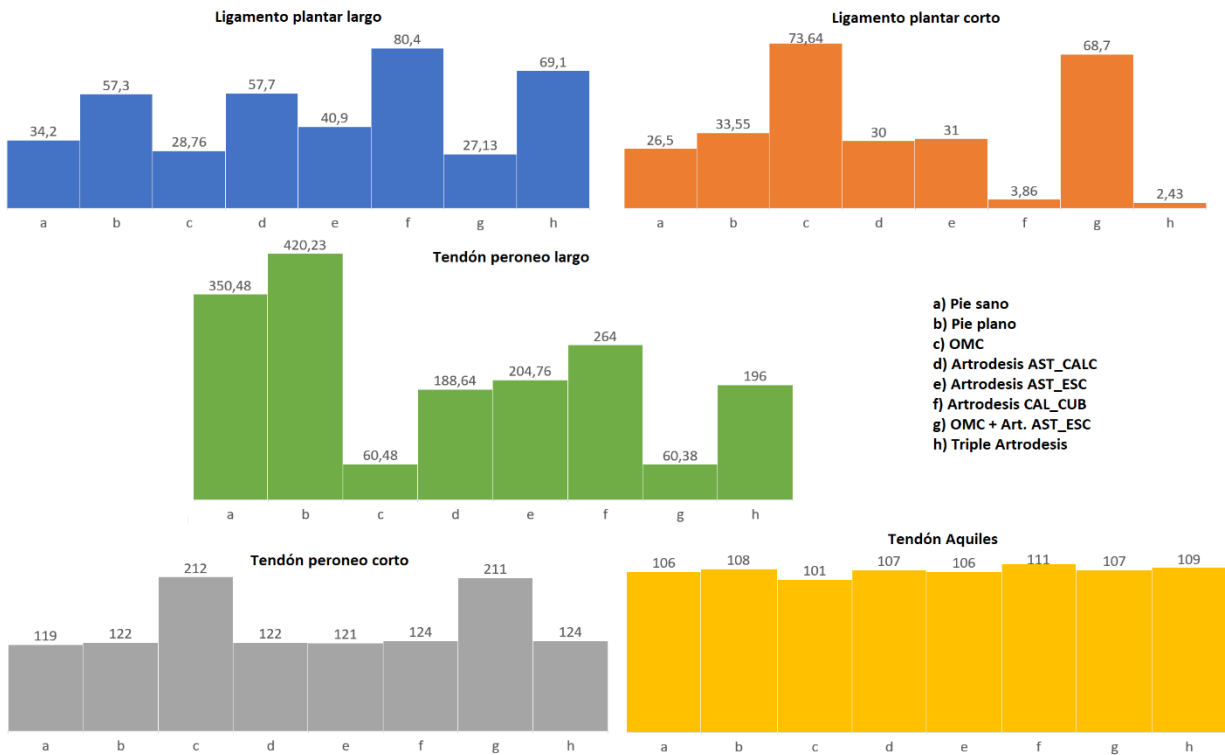 Ligamento plantar largo
34,2 57,3 28,76 57,7 40,9 80,4 27,13 69,1
a b c d e f g h
Ligamento plantar corto
26,5 33,55 73,64 30 31 3,86 68,7 2,43
a b c d e f g h
Tendón peroneo largo
350,48 420,23 60,48 188,64 204,76 264 60,38 196
a b c d e f g h
a) Pie sano
b) Pie plano
c) OMC
d) Artrodesis AST_CALC
e) Artrodesis AST_ESC
f) Artrodesis CAL_CUB
g) OMC + Art. AST_ESC
h) Triple Artrodesis
Tendón peroneo corto
119 122 212 122 121 124 211 124
a b c d e f g h
Tendón Aquiles
106 108 101 107 106 111 107 109
a b c d e f g h